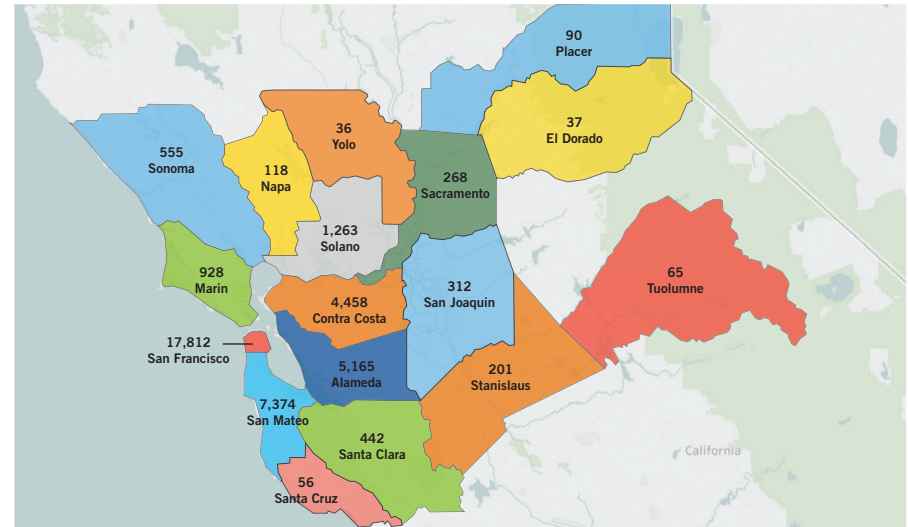 90
Placer
37
El Dorado
36
Yolo
555
Sonoma
118
Napa
268
Sacramento
1,263
Solano
928
Marin
65
Tuolumne
312
San Joaquin
4,458
Contra Costa
17,812
San Francisco
5,165
Alameda
201
Stanislaus
7,374
San Mateo
442
Santa Clara
California
56
Santa Cruz